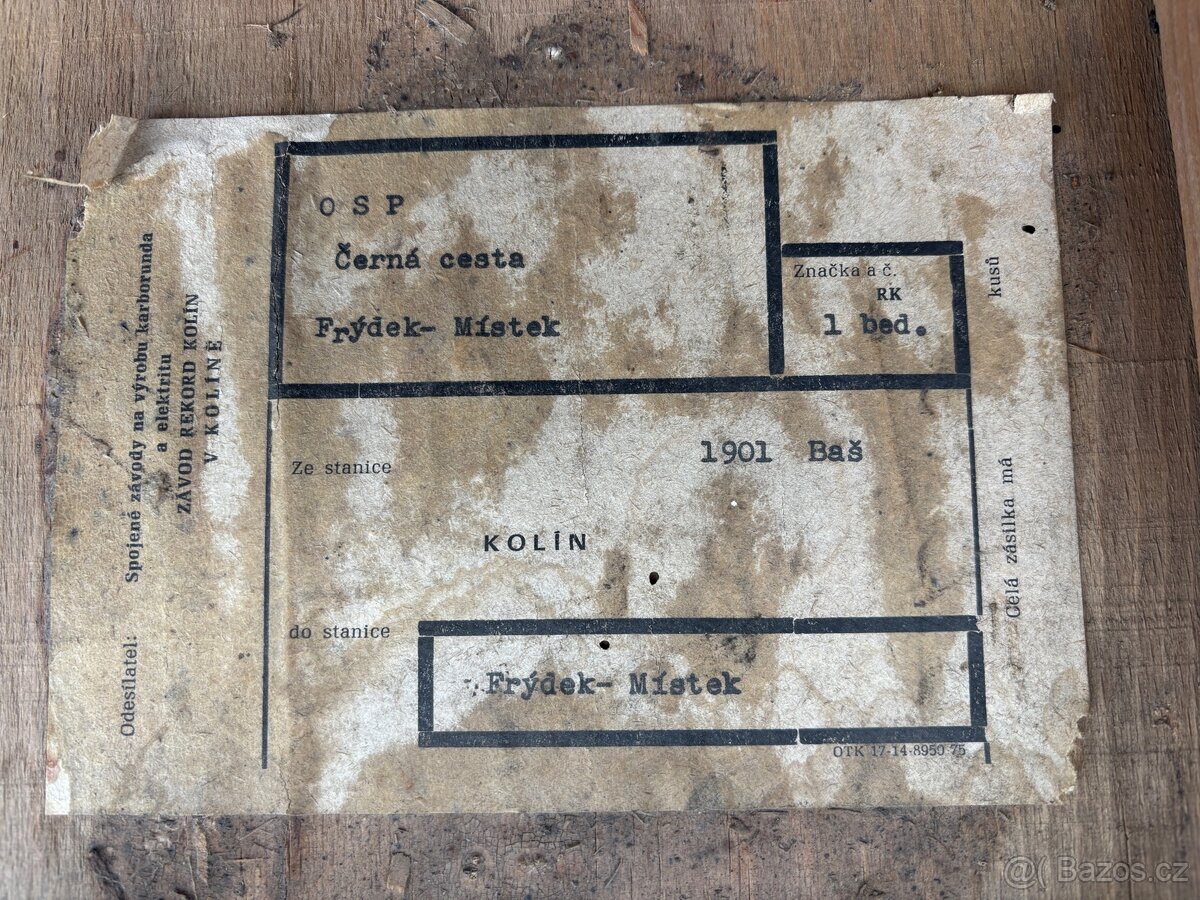 Odesílatel: Spojené závody na výrobu karborunda
a elektritu
ZÁVOD REKORD KOLÍN
V KOLÍNĚ
O S P
Černá cesta
Frýdek- Místek
Značka a č.
RK
1 bed.
Ze stanice
1901 Baš
KOLÍN
do stanice
Frýdek- Místek
OTK 17-14-8950 75
Celá zásilka má kusů
@( Bazos.cz